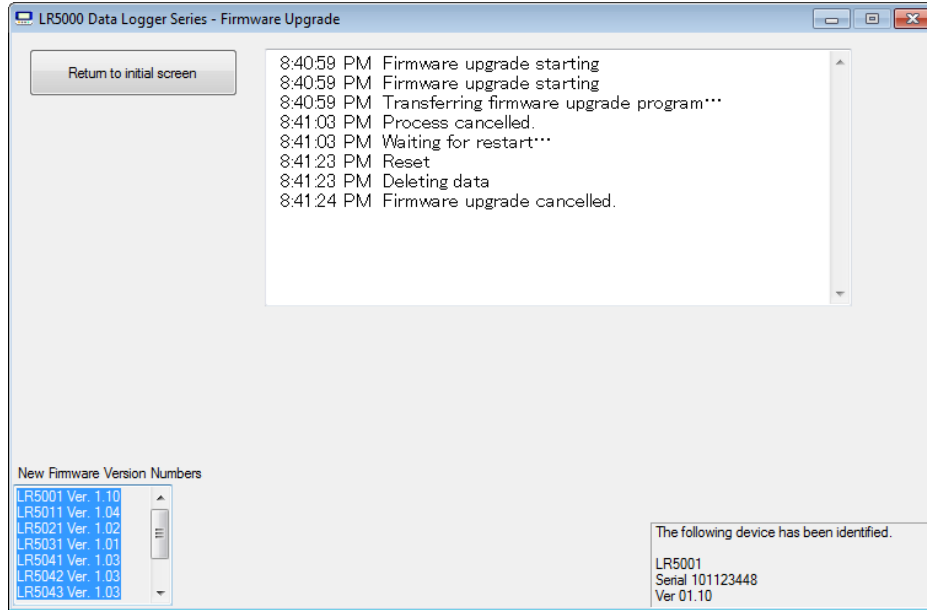 LR5000 Data Logger Series - Firmware Upgrade
Return to initial screen
8:40:59 PM Firmware upgrade starting
8:40:59 PM Firmware upgrade starting
8:40:59 PM Transferring firmware upgrade program…
8:41:03 PM Process cancelled.
8:41:03 PM Waiting for restart…
8:41:23 PM Reset
8:41:23 PM Deleting data
8:41:24 PM Firmware upgrade cancelled.
New Firmware Version Numbers
LR5001 Ver. 1.10
LR5011 Ver. 1.04
LR5021 Ver. 1.02
LR5031 Ver. 1.01
LR5041 Ver. 1.03
LR5042 Ver. 1.03
LR5043 Ver. 1.03
The following device has been identified.
LR5001
Serial 101123448
Ver 01.10